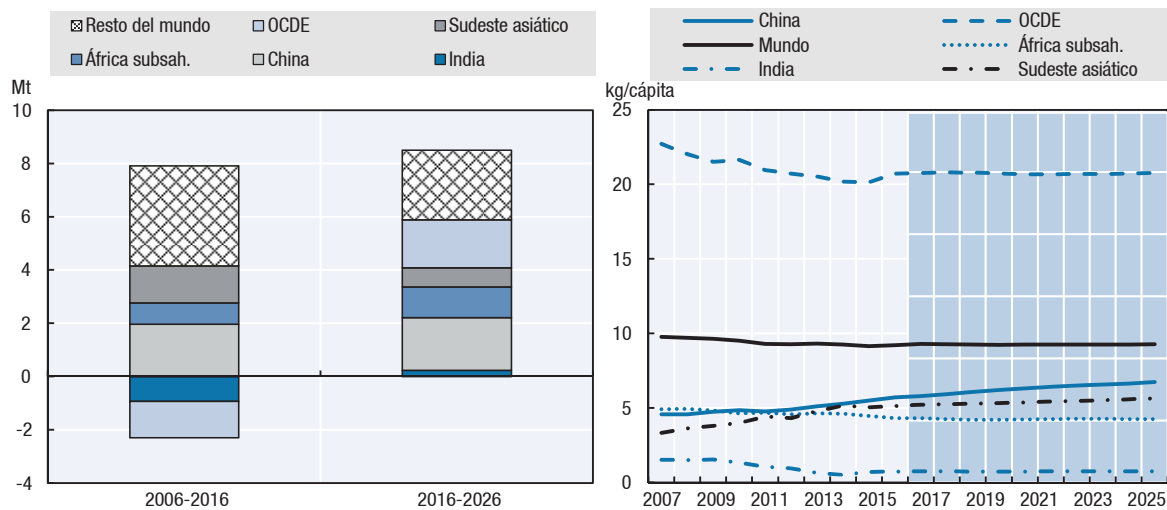 Resto del mundo OCDE Sudeste asiático
África subsah. China India
Mt
10
8
6
4
2
0
-2
-4
2006-2016 2016-2026
China OCDE
Mundo África subsah.
India Sudeste asiático
kg/cápita
25
20
15
10
5
0
2007 2009 2011 2013 2015 2017 2019 2021 2023 2025